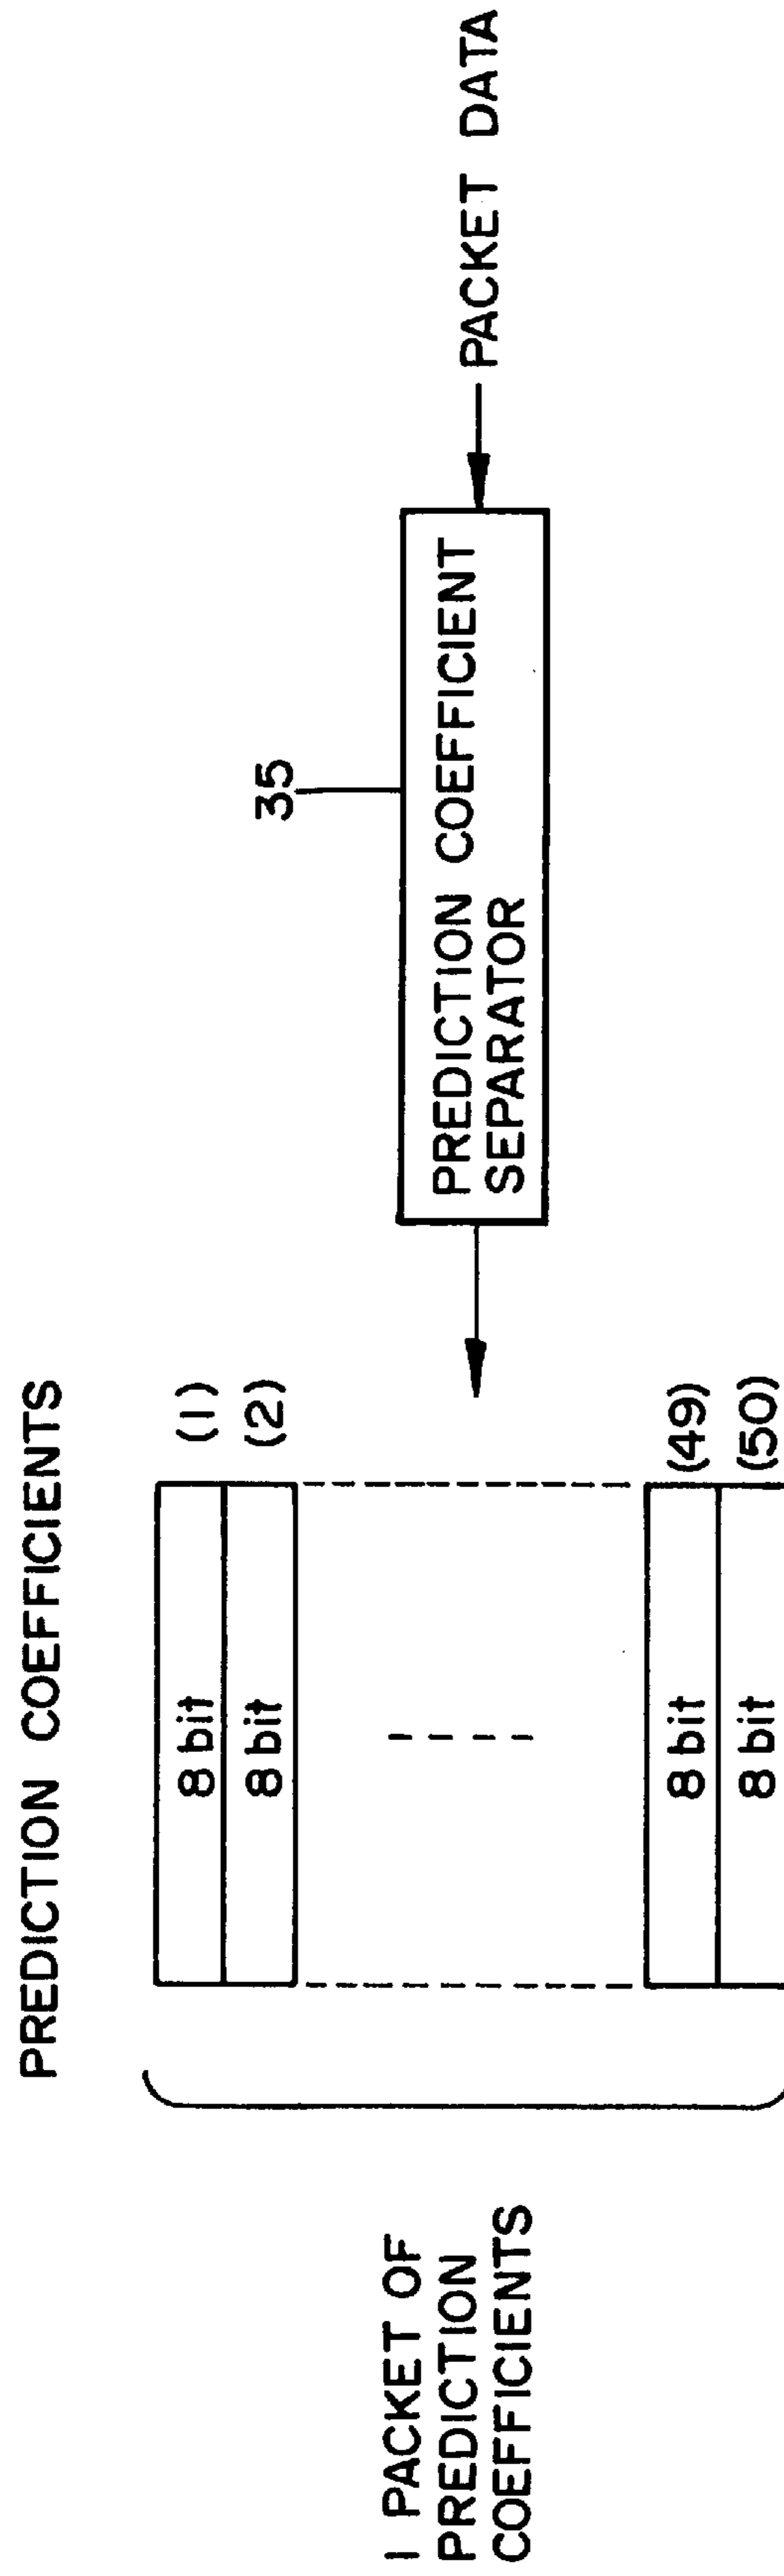 PREDICTION COEFFICIENTS
8 bit (1)
8 bit (2)
8 bit (49)
8 bit (50)
1 PACKET OF
PREDICTION
COEFFICIENTS
35
PREDICTION COEFFICIENT
SEPARATOR
PACKET DATA